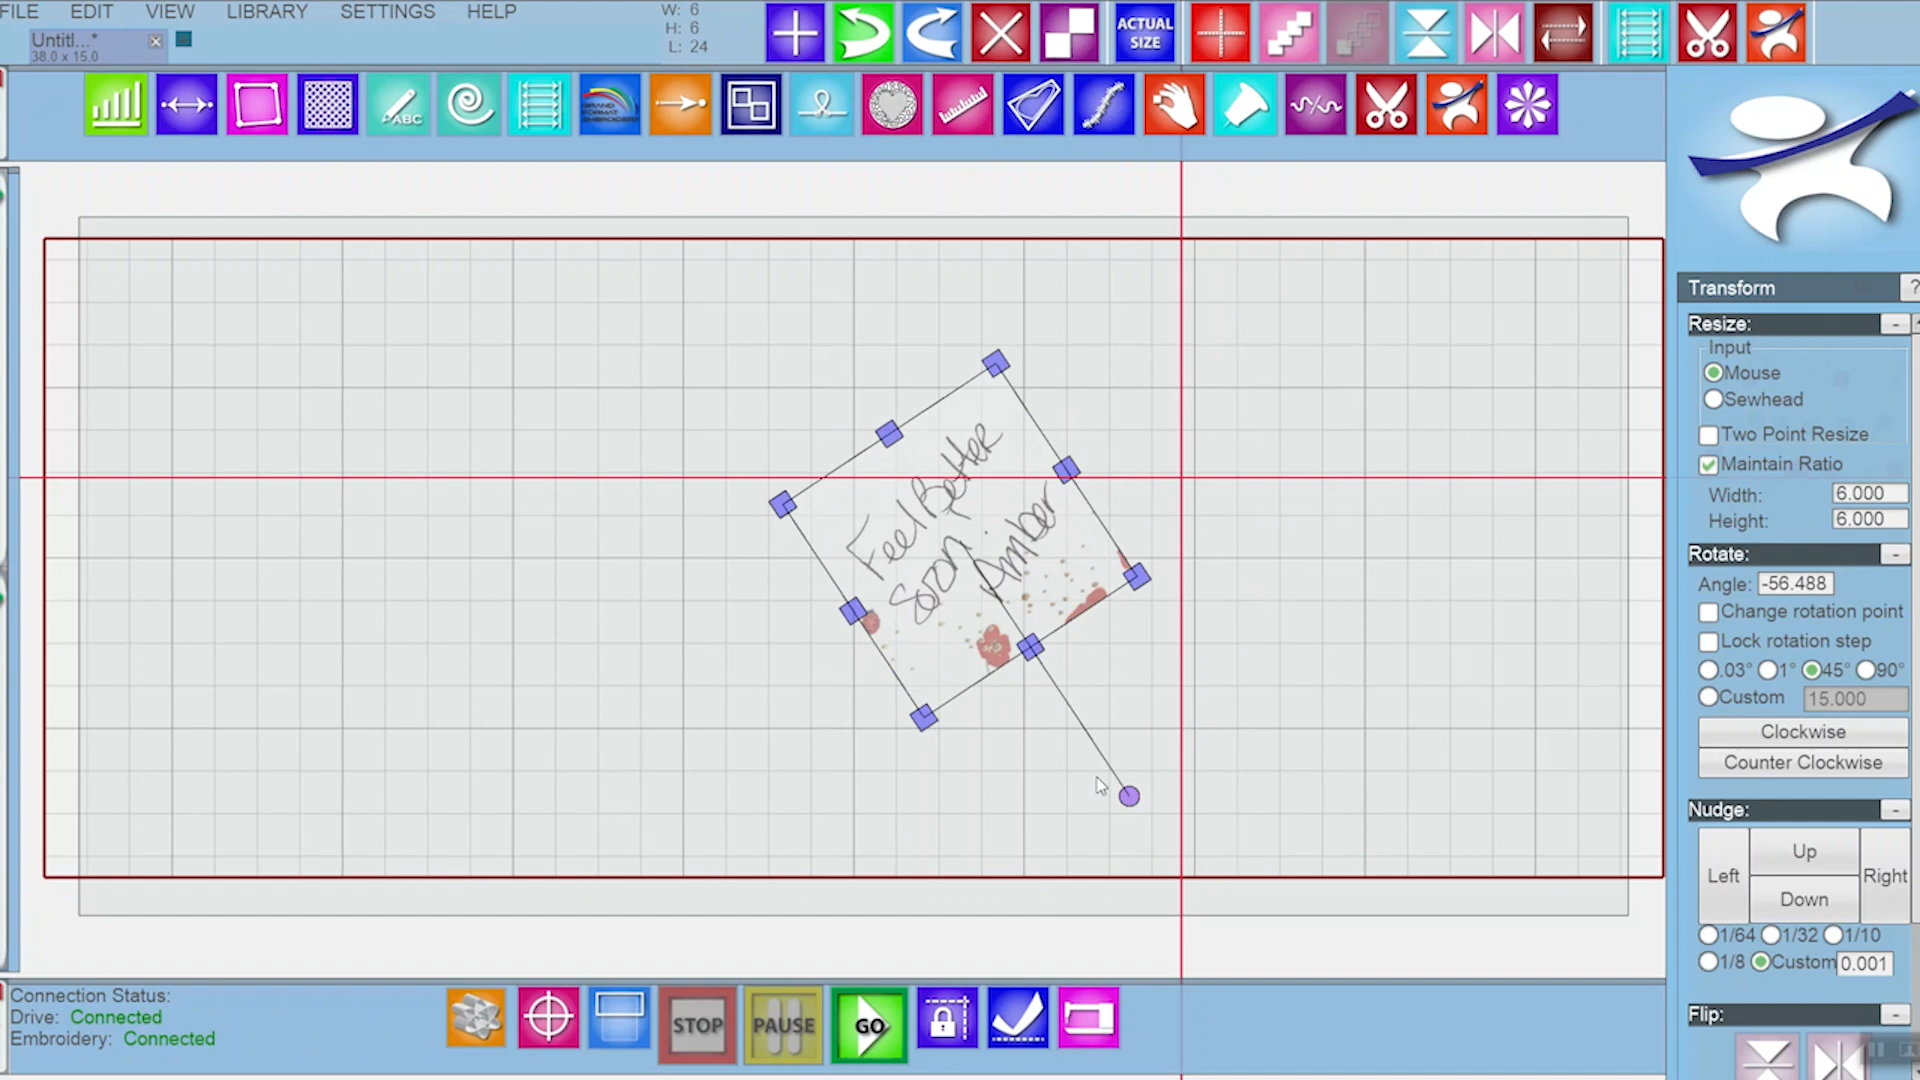 FILE EDIT VIEW LIBRARY SETTINGS HELP
W: 6
H: 6
L: 24
Untitl...*
38.0 x 15.0
ACTUAL SIZE
ABC
GRAND FORMAT EMBROIDERY
Transform ?
Resize: -
Input
Mouse
Sewhead
Two Point Resize
Maintain Ratio
Width: 6.000
Height: 6.000
Rotate: -
Angle: -56.488
Change rotation point
Lock rotation step
.03° 1° 45° 90°
Custom 15.000
Clockwise
Counter Clockwise
Nudge: -
Left Up Right
Down
1/64 1/32 1/10
1/8 Custom 0.001
Flip: -
Feel Better
Soon
Amber
Connection Status:
Drive: Connected
Embroidery: Connected
STOP PAUSE GO